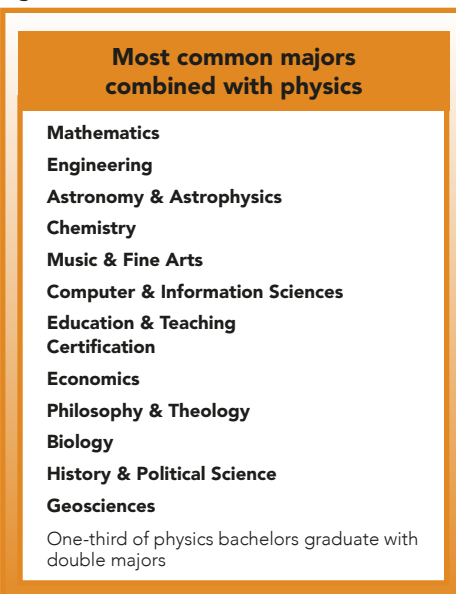 Most common majors
combined with physics
Mathematics
Engineering
Astronomy & Astrophysics
Chemistry
Music & Fine Arts
Computer & Information Sciences
Education & Teaching
Certification
Economics
Philosophy & Theology
Biology
History & Political Science
Geosciences
One-third of physics bachelors graduate with
double majors